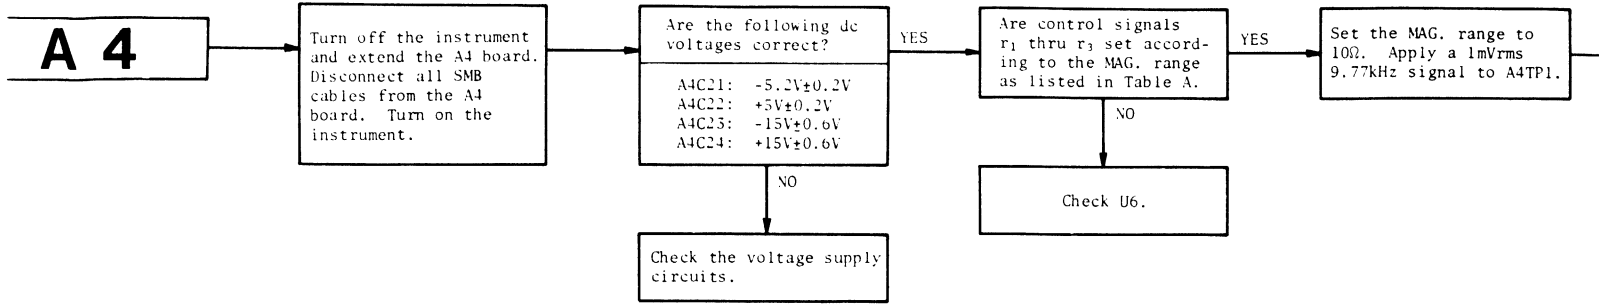 A 4
Turn off the instrument
and extend the A4 board.
Disconnect all SMB
cables from the A4
board. Turn on the
instrument.
Are the following dc
voltages correct?
A4C21: -5.2V±0.2V
A4C22: +5V±0.2V
A4C23: -15V±0.6V
A4C24: +15V±0.6V
YES
NO
Check the voltage supply
circuits.
Are control signals
r₁ thru r₃ set accord-
ing to the MAG. range
as listed in Table A.
YES
NO
Check U6.
Set the MAG. range to
10Ω. Apply a 1mVrms
9.77kHz signal to A4TP1.